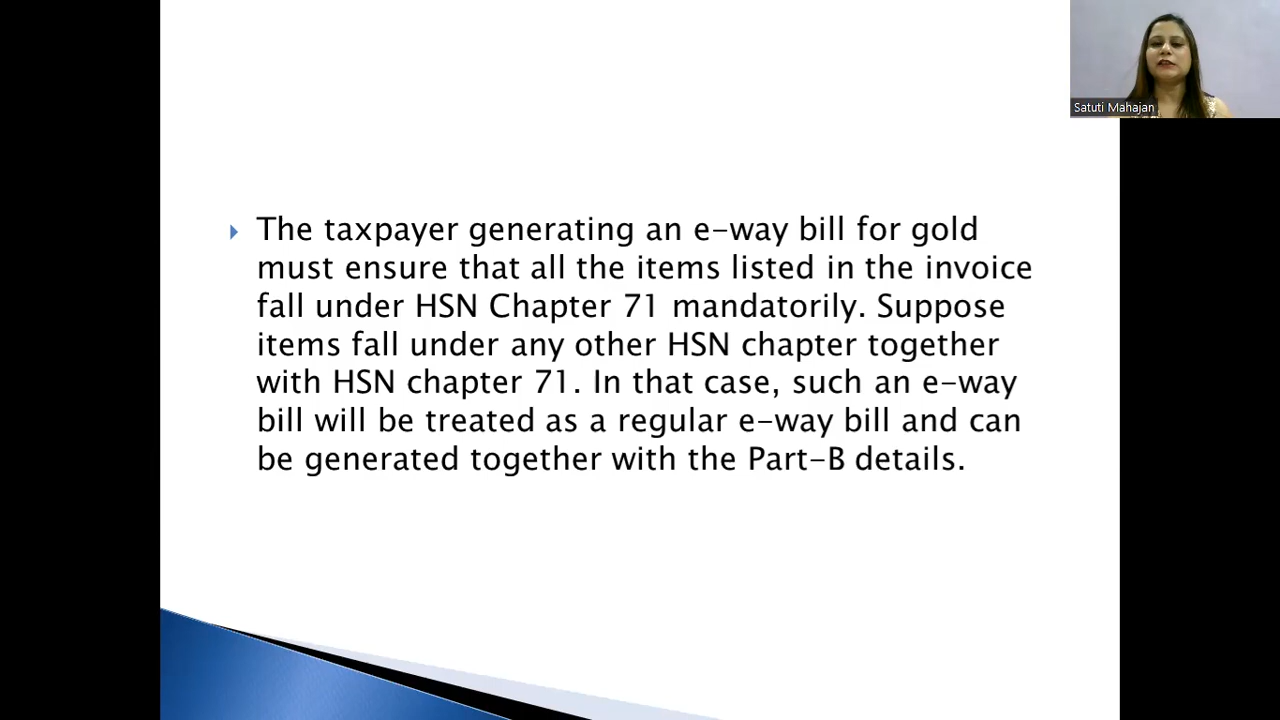 Satuti Mahajan
The taxpayer generating an e-way bill for gold
must ensure that all the items listed in the invoice
fall under HSN Chapter 71 mandatorily. Suppose
items fall under any other HSN chapter together
with HSN chapter 71. In that case, such an e-way
bill will be treated as a regular e-way bill and can
be generated together with the Part-B details.